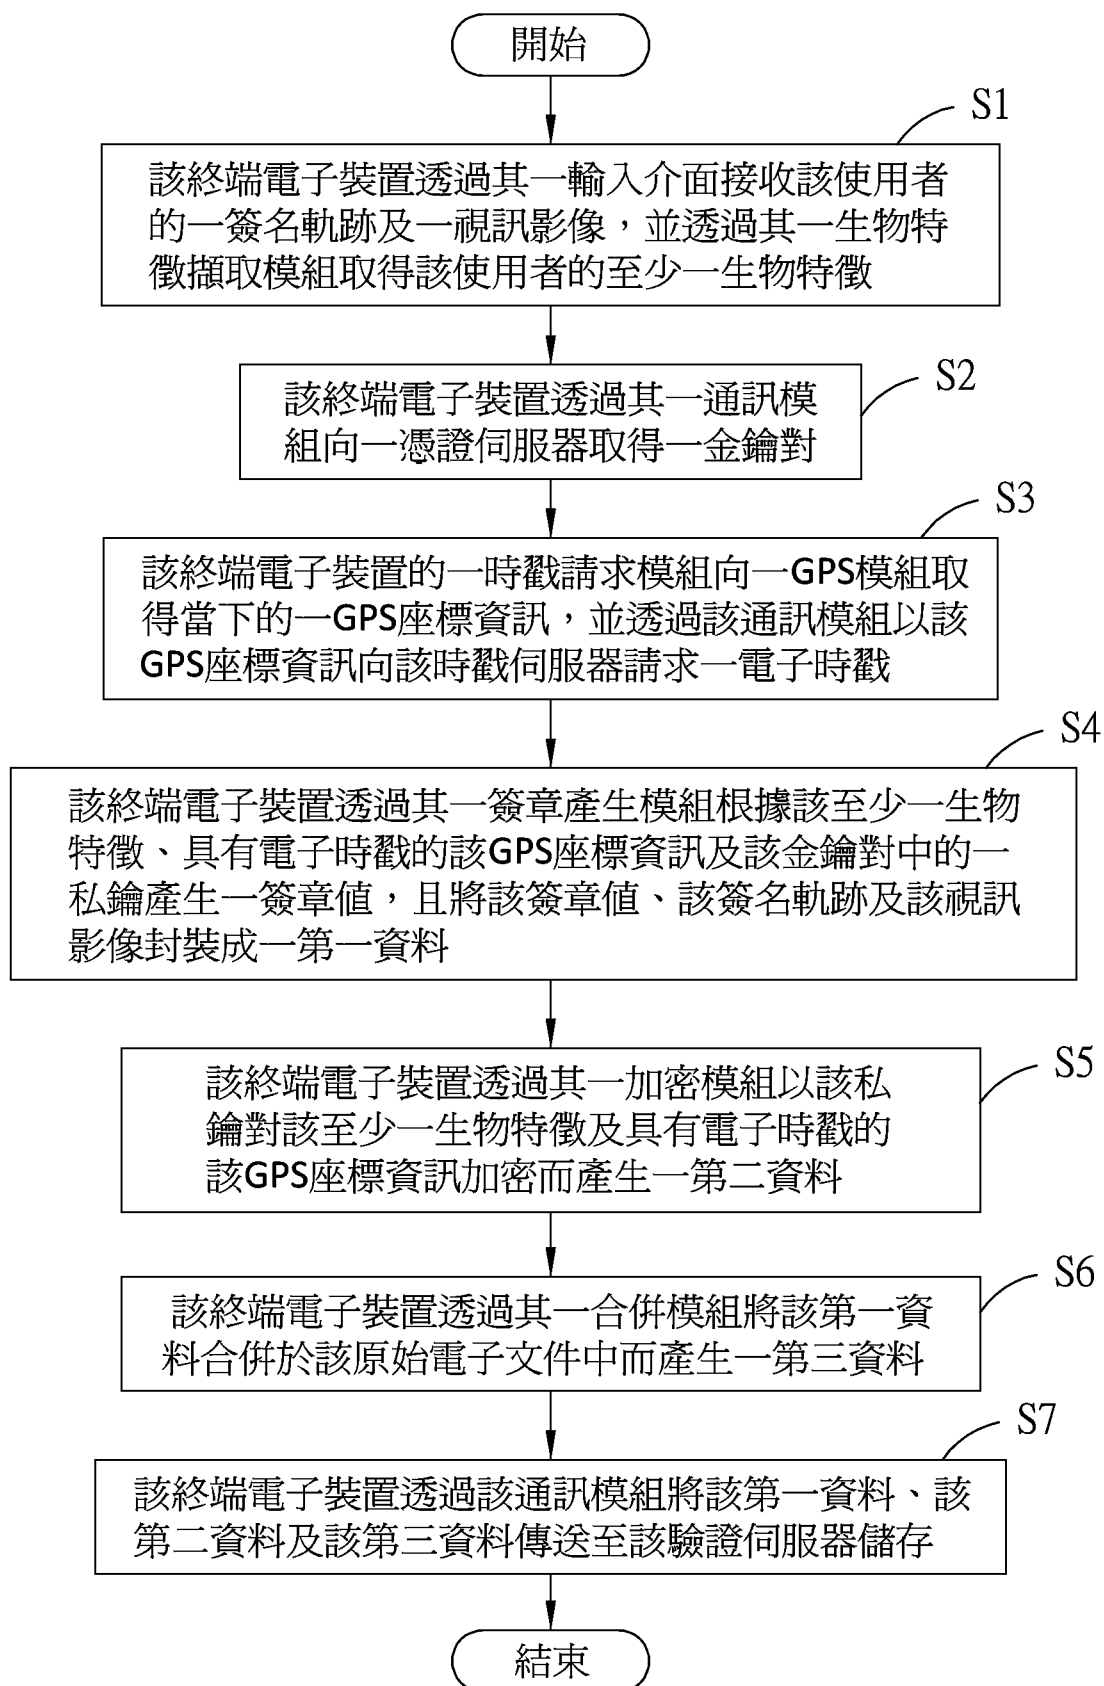 開始
S1
該終端電子裝置透過其一輸入介面接收該使用者
的一簽名軌跡及一視訊影像，並透過其一生物特
徵擷取模組取得該使用者的至少一生物特徵
S2
該終端電子裝置透過其一通訊模
組向一憑證伺服器取得一金鑰對
S3
該終端電子裝置的一時戳請求模組向一GPS模組取
得當下的一GPS座標資訊，並透過該通訊模組以該
GPS座標資訊向該時戳伺服器請求一電子時戳
S4
該終端電子裝置透過其一簽章產生模組根據該至少一生物
特徵、具有電子時戳的該GPS座標資訊及該金鑰對中的一
私鑰產生一簽章值，且將該簽章值、該簽名軌跡及該視訊
影像封裝成一第一資料
S5
該終端電子裝置透過其一加密模組以該私
鑰對該至少一生物特徵及具有電子時戳的
該GPS座標資訊加密而產生一第二資料
S6
該終端電子裝置透過其一合併模組將該第一資
料合併於該原始電子文件中而產生一第三資料
S7
該終端電子裝置透過該通訊模組將該第一資料、該
第二資料及該第三資料傳送至該驗證伺服器儲存
結束